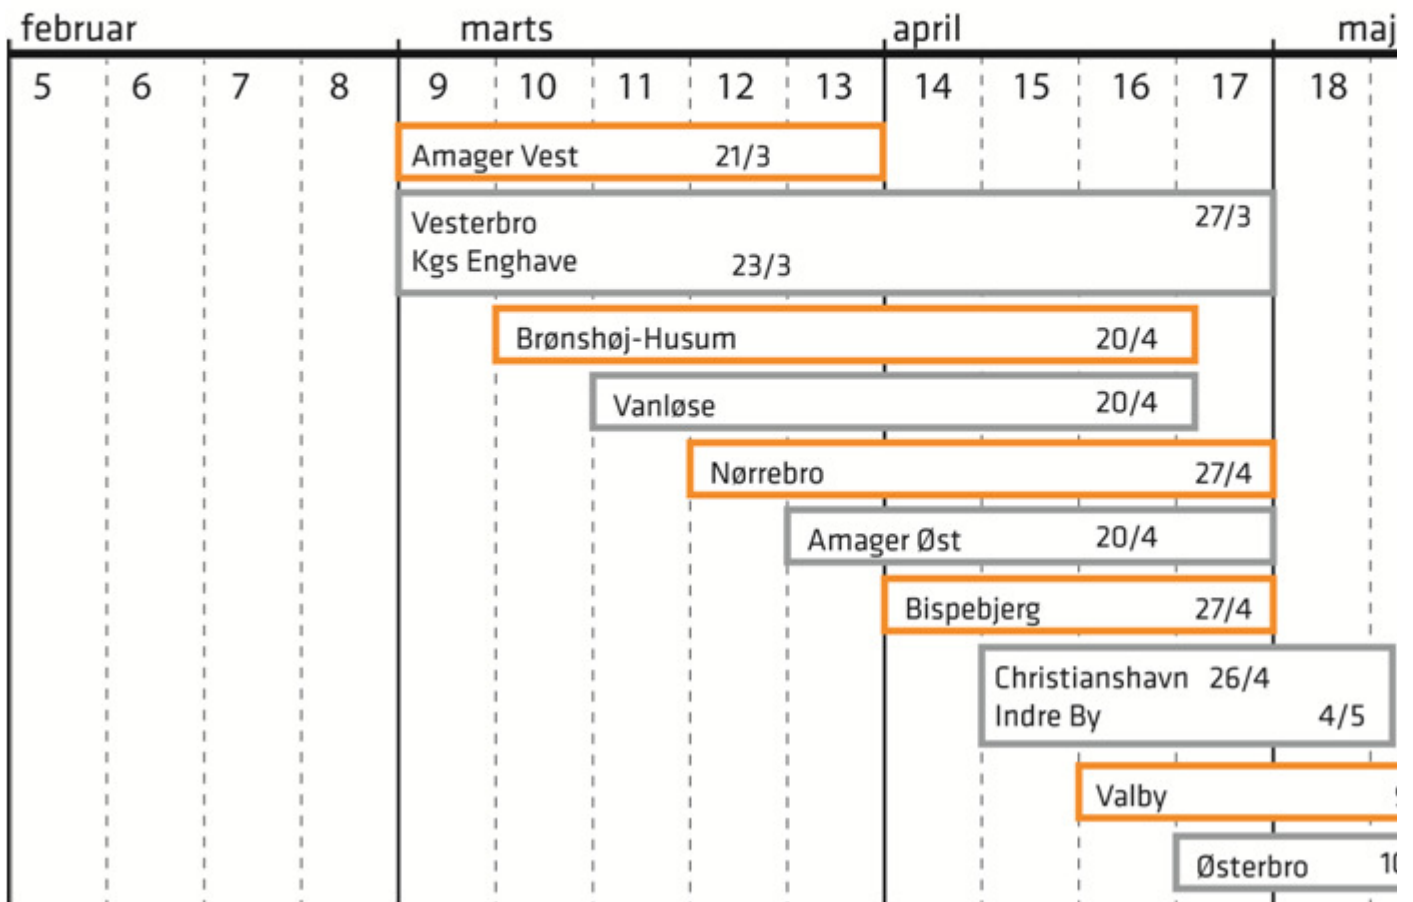 februar marts april maj
5 6 7 8 9 10 11 12 13 14 15 16 17 18
Amager Vest 21/3
Vesterbro 27/3
Kgs Enghave 23/3
Brønshøj-Husum 20/4
Vanløse 20/4
Nørrebro 27/4
Amager Øst 20/4
Bispebjerg 27/4
Christianshavn 26/4
Indre By 4/5
Valby
Østerbro